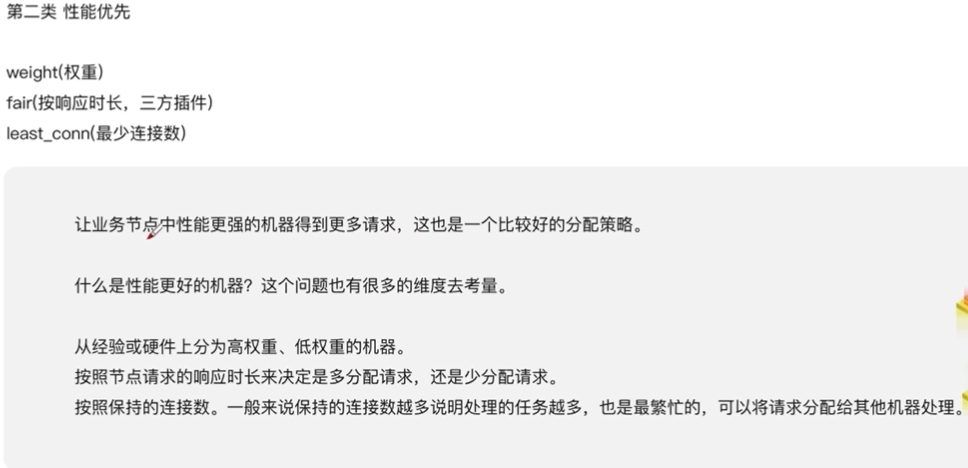 第二类 性能优先
weight(权重)
fair(按响应时长，三方插件)
least_conn(最少连接数)
让业务节点中性能更强的机器得到更多请求，这也是一个比较好的分配策略。
什么是性能更好的机器？这个问题也有很多的维度去考量。
从经验或硬件上分为高权重、低权重的机器。
按照节点请求的响应时长来决定是多分配请求，还是少分配请求。
按照保持的连接数。一般来说保持的连接数越多说明处理的任务越多，也是最繁忙的，可以将请求分配给其他机器处理。